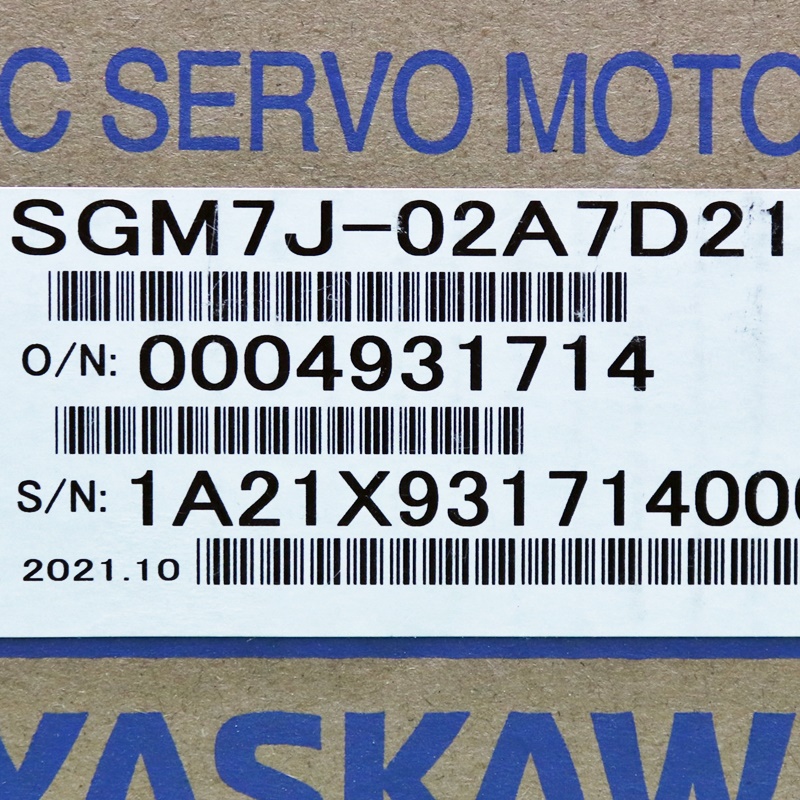 C SERVO MOTO
SGM7J-02A7D21
O/N: 0004931714
S/N: 1A21X931714000
2021.10
YASKAW